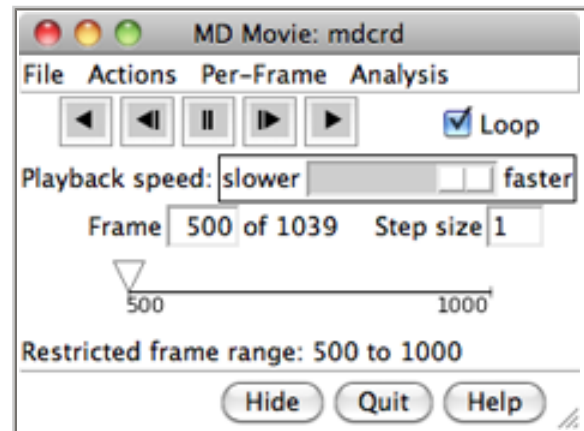 MD Movie: mdcrd
File Actions Per-Frame Analysis
Loop
Playback speed: slower faster
Frame 500 of 1039 Step size 1
500 1000
Restricted frame range: 500 to 1000
Hide Quit Help